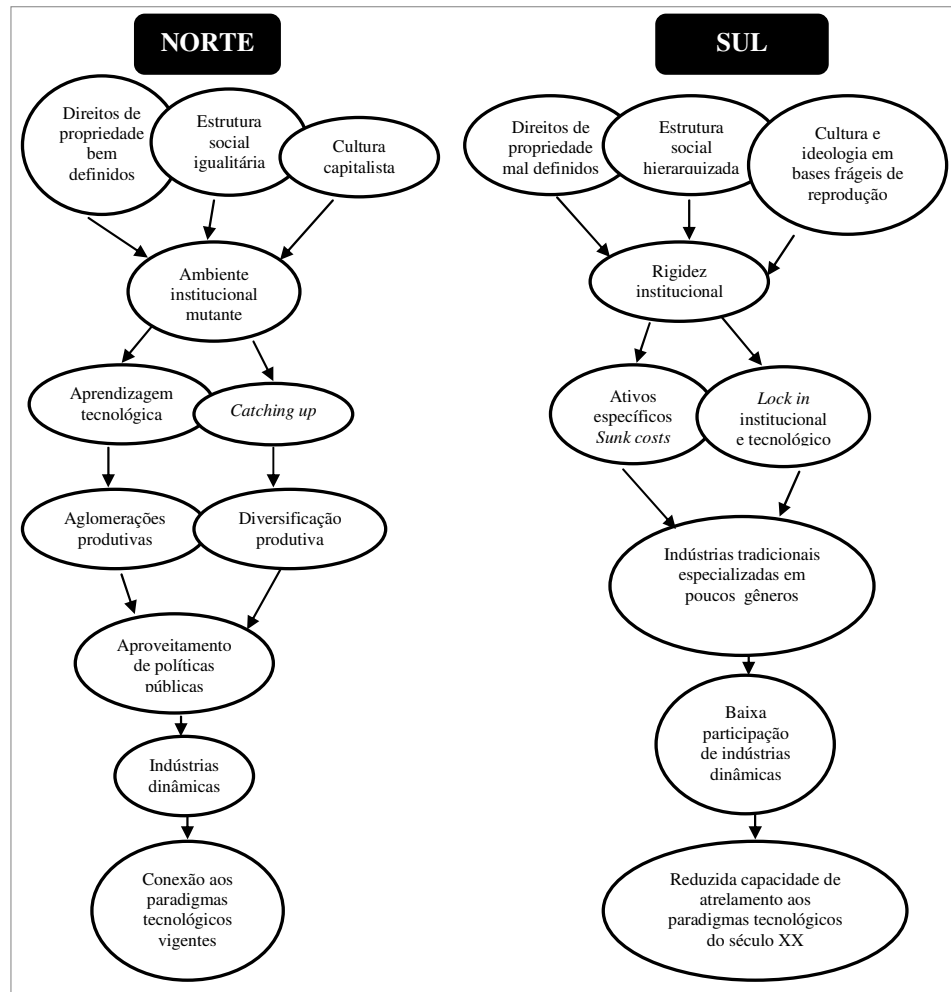 NORTE
SUL
Direitos de
propriedade
bem
definidos
Estrutura
social
igualitária
Cultura
capitalista
Direitos de
propriedade
mal definidos
Estrutura
social
hierarquizada
Cultura e
ideologia em
bases frágeis de
reprodução
Ambiente
institucional
mutante
Rigidez
institucional
Aprendizagem
tecnológica
Catching up
Ativos
específicos
Sunk costs
Lock in
institucional
e tecnológico
Aglomerações
produtivas
Diversificação
produtiva
Indústrias tradicionais
especializadas em
poucos gêneros
Aproveitamento
de políticas
públicas
Baixa
participação
de indústrias
dinâmicas
Indústrias
dinâmicas
Conexão aos
paradigmas
tecnológicos
vigentes
Reduzida capacidade de
atrelamento aos
paradigmas tecnológicos
do século XX